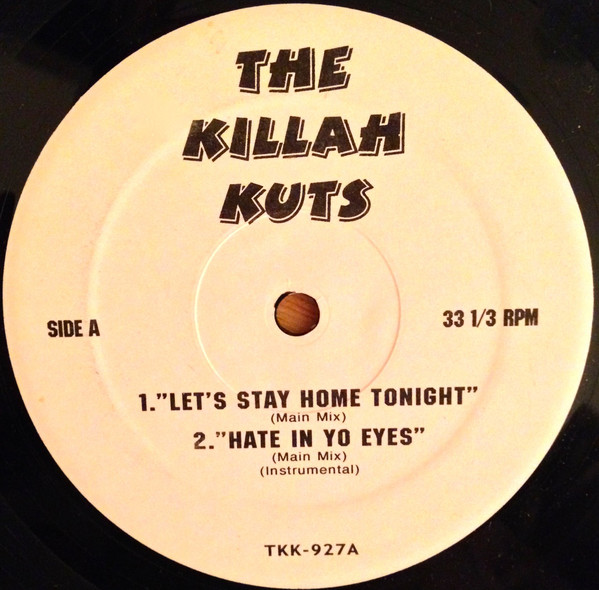 THE
KILLAH
KUTS
SIDE A
33 1/3 RPM
1."LET'S STAY HOME TONIGHT"
(Main Mix)
2."HATE IN YO EYES"
(Main Mix)
(Instrumental)
TKK-927A